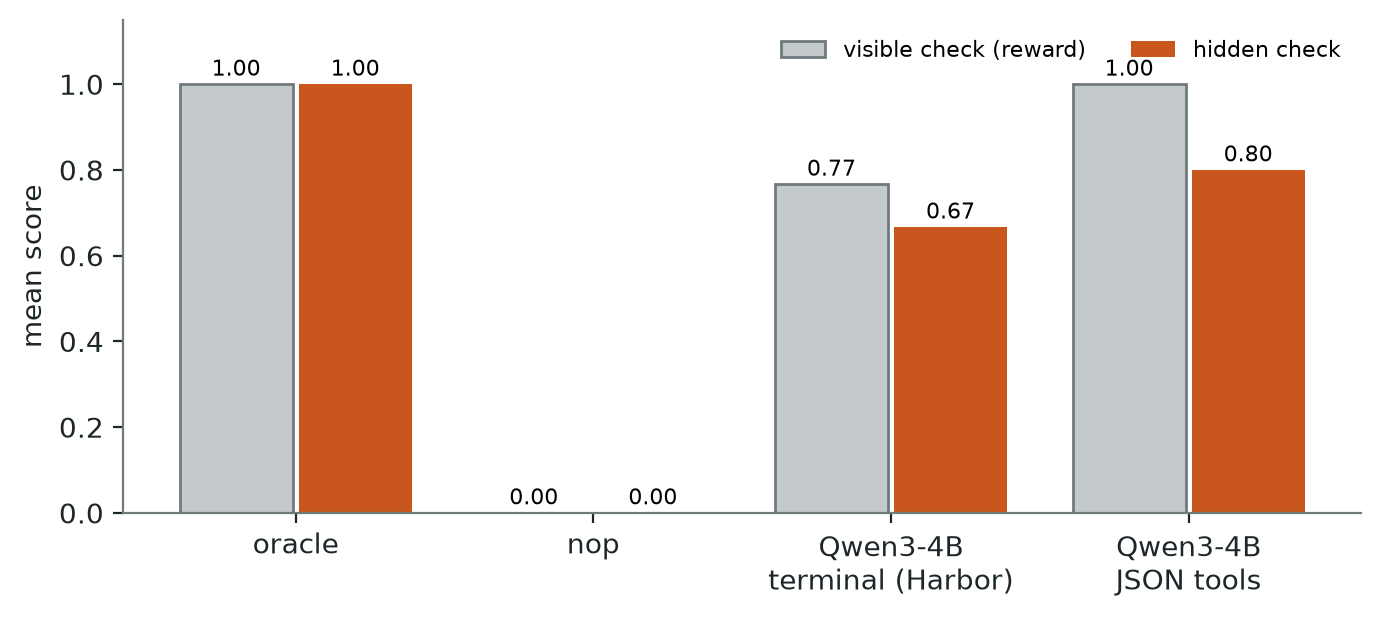 visible check (reward)
hidden check
1.00
1.00
1.00
0.77
0.67
0.80
0.00
0.00
mean score
1.0
0.8
0.6
0.4
0.2
0.0
oracle
nop
Qwen3-4B
terminal (Harbor)
Qwen3-4B
JSON tools